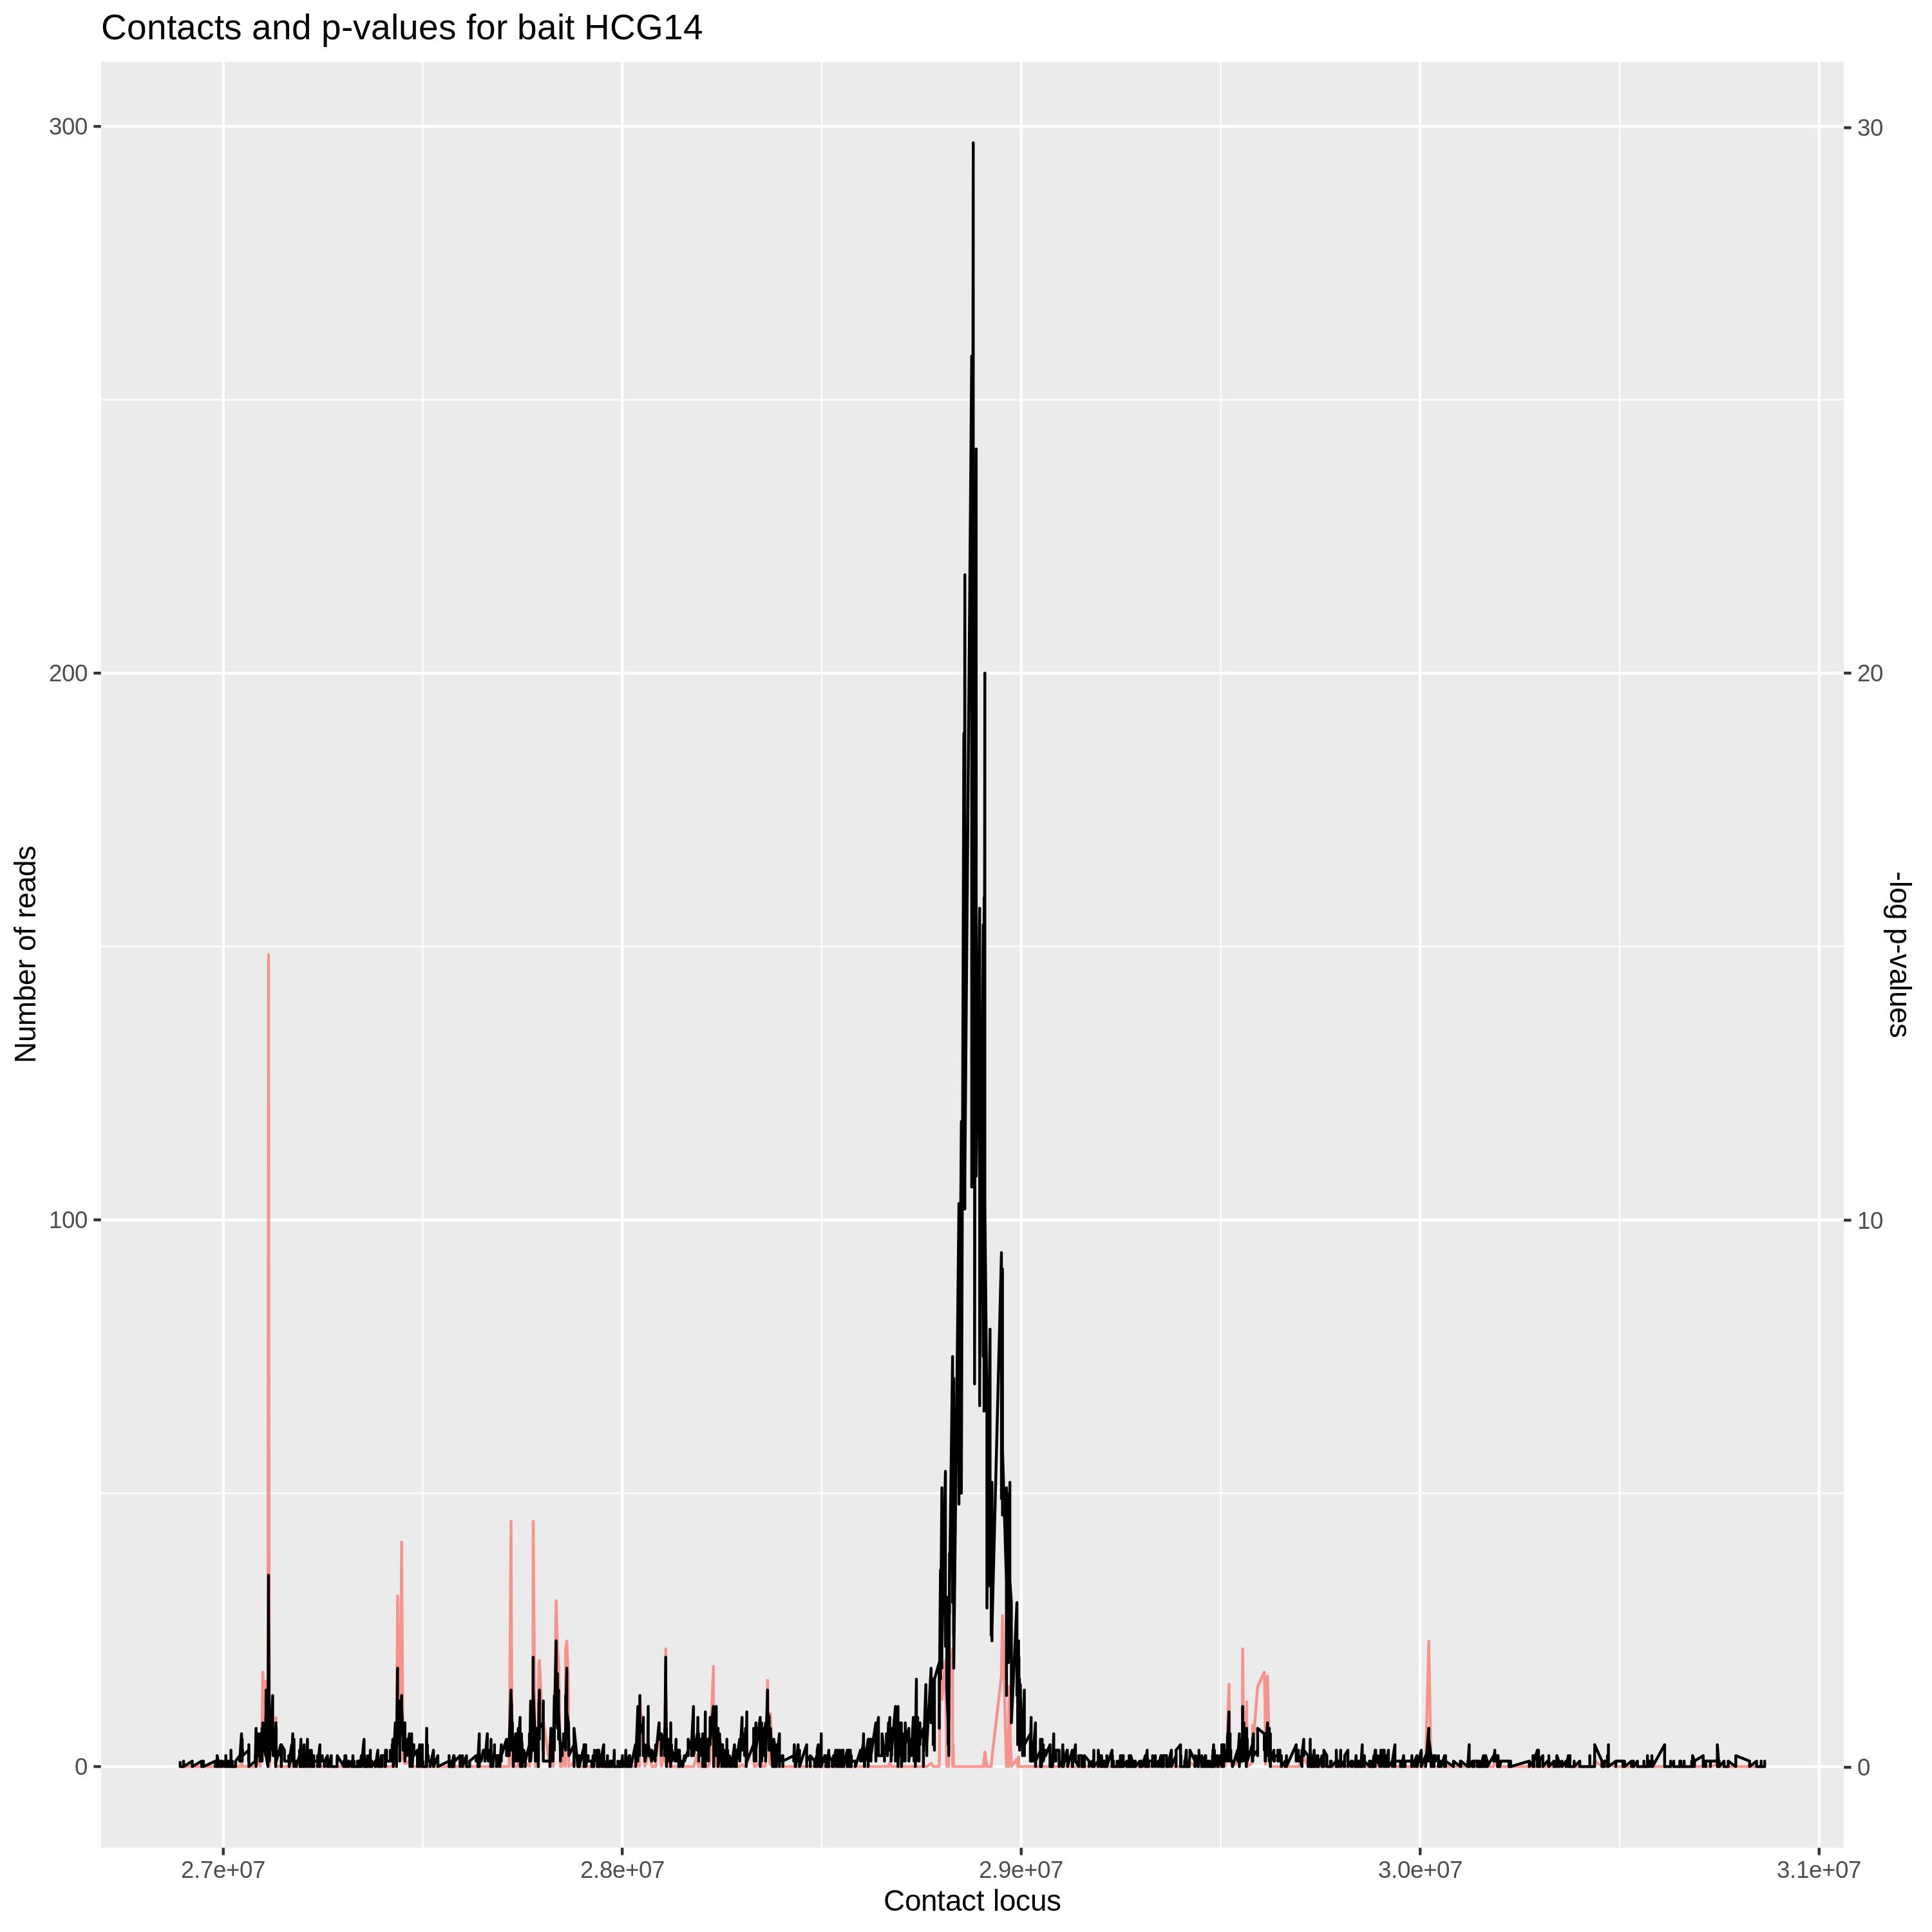 Contacts and p-values for bait HCG14
300
200
100
0
30
20
10
0
Number of reads
-log p-values
2.7e+07 2.8e+07 2.9e+07 3.0e+07 3.1e+07
Contact locus